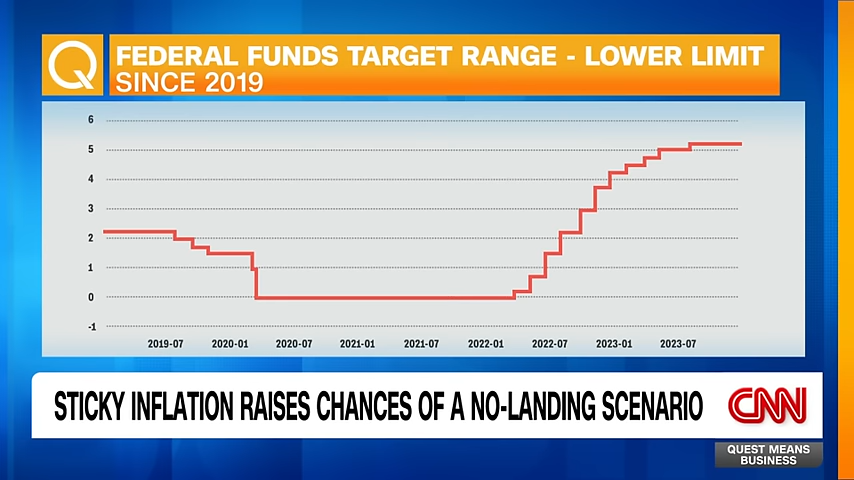 Q
FEDERAL FUNDS TARGET RANGE - LOWER LIMIT
SINCE 2019
6
5
4
3
2
1
0
-1
2019-07 2020-01 2020-07 2021-01 2021-07 2022-01 2022-07 2023-01 2023-07
STICKY INFLATION RAISES CHANCES OF A NO-LANDING SCENARIO
CNN
QUEST MEANS
BUSINESS